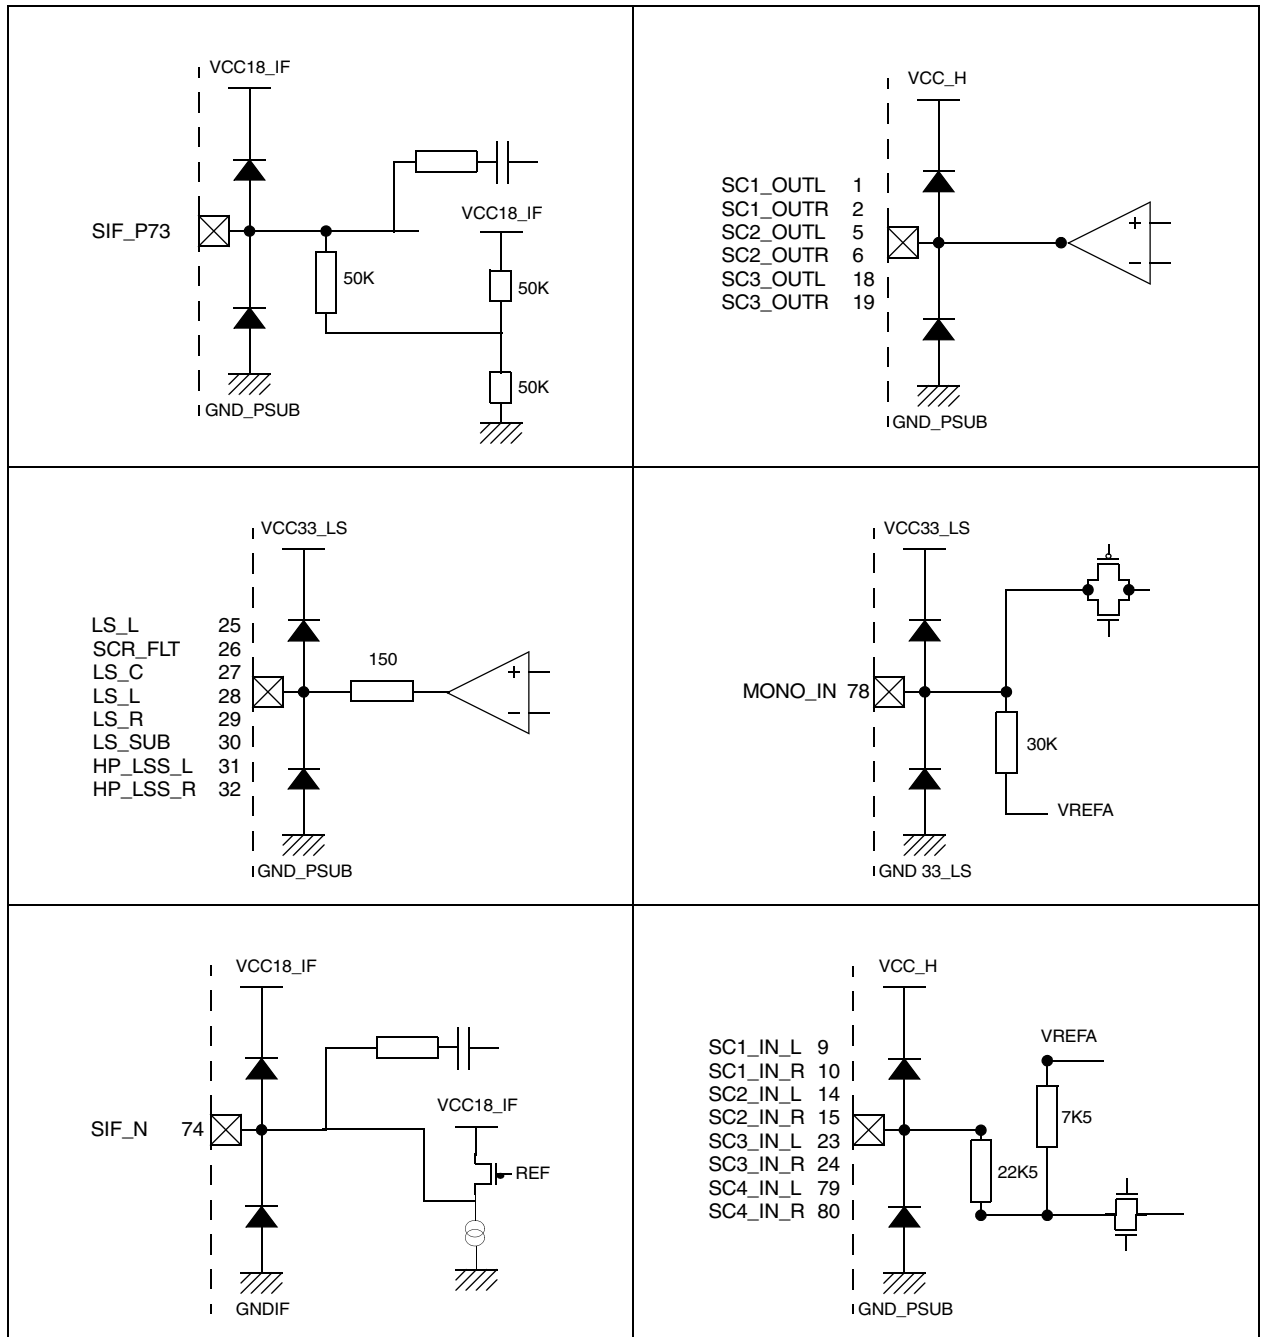 VCC18_IF
SIF_P73
VCC18_IF
50K
50K
50K
GND_PSUB
VCC_H
SC1_OUTL 1
SC1_OUTR 2
SC2_OUTL 5
SC2_OUTR 6
SC3_OUTL 18
SC3_OUTR 19
+
−
GND_PSUB
VCC33_LS
LS_L 25
SCR_FLT 26
LS_C 27
LS_L 28
LS_R 29
LS_SUB 30
HP_LSS_L 31
HP_LSS_R 32
150
+
−
GND_PSUB
VCC33_LS
MONO_IN 78
30K
VREFA
GND 33_LS
VCC18_IF
SIF_N 74
VCC18_IF
REF
GNDIF
VCC_H
SC1_IN_L 9
SC1_IN_R 10
SC2_IN_L 14
SC2_IN_R 15
SC3_IN_L 23
SC3_IN_R 24
SC4_IN_L 79
SC4_IN_R 80
VREFA
7K5
22K5
GND_PSUB